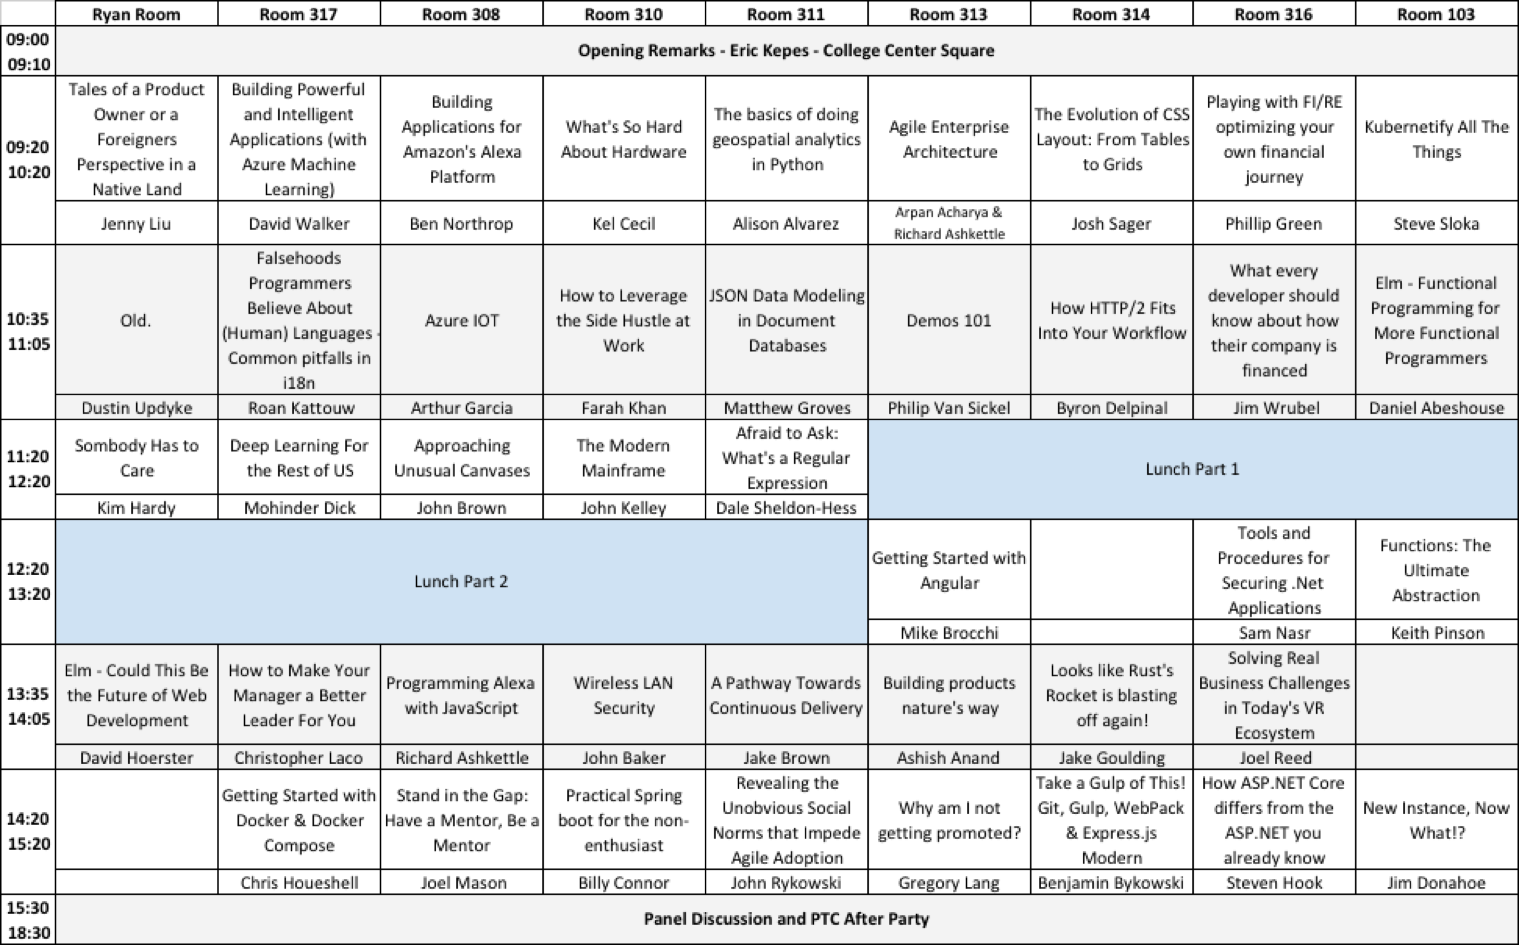 Ryan Room Room 317 Room 308 Room 310 Room 311 Room 313 Room 314 Room 316 Room 103
09:00
09:10
Opening Remarks - Eric Kepes - College Center Square
09:20
10:20
Tales of a Product
Owner or a
Foreigners
Perspective in a
Native Land
Building Powerful
and Intelligent
Applications (with
Azure Machine
Learning)
Building
Applications for
Amazon's Alexa
Platform
What's So Hard
About Hardware
The basics of doing
geospatial analytics
in Python
Agile Enterprise
Architecture
The Evolution of CSS
Layout: From Tables
to Grids
Playing with FI/RE
optimizing your
own financial
journey
Kubernetify All The
Things
Jenny Liu
David Walker
Ben Northrop
Kel Cecil
Alison Alvarez
Arpan Acharya &
Richard Ashkettle
Josh Sager
Phillip Green
Steve Sloka
10:35
11:05
Old.
Falsehoods
Programmers
Believe About
(Human) Languages -
Common pitfalls in
i18n
Azure IOT
How to Leverage
the Side Hustle at
Work
JSON Data Modeling
in Document
Databases
Demos 101
How HTTP/2 Fits
Into Your Workflow
What every
developer should
know about how
their company is
financed
Elm - Functional
Programming for
More Functional
Programmers
Dustin Updyke
Roan Kattouw
Arthur Garcia
Farah Khan
Matthew Groves
Philip Van Sickel
Byron Delpinal
Jim Wrubel
Daniel Abeshouse
11:20
12:20
Sombody Has to
Care
Deep Learning For
the Rest of US
Approaching
Unusual Canvases
The Modern
Mainframe
Afraid to Ask:
What's a Regular
Expression
Lunch Part 1
Kim Hardy
Mohinder Dick
John Brown
John Kelley
Dale Sheldon-Hess
12:20
13:20
Lunch Part 2
Getting Started with
Angular
Tools and
Procedures for
Securing .Net
Applications
Functions: The
Ultimate
Abstraction
Mike Brocchi
Sam Nasr
Keith Pinson
13:35
14:05
Elm - Could This Be
the Future of Web
Development
How to Make Your
Manager a Better
Leader For You
Programming Alexa
with JavaScript
Wireless LAN
Security
A Pathway Towards
Continuous Delivery
Building products
nature's way
Looks like Rust's
Rocket is blasting
off again!
Solving Real
Business Challenges
in Today's VR
Ecosystem
David Hoerster
Christopher Laco
Richard Ashkettle
John Baker
Jake Brown
Ashish Anand
Jake Goulding
Joel Reed
14:20
15:20
Getting Started with
Docker & Docker
Compose
Stand in the Gap:
Have a Mentor, Be a
Mentor
Practical Spring
boot for the non-
enthusiast
Revealing the
Unobvious Social
Norms that Impede
Agile Adoption
Why am I not
getting promoted?
Take a Gulp of This!
Git, Gulp, WebPack
& Express.js
Modern
How ASP.NET Core
differs from the
ASP.NET you
already know
New Instance, Now
What!?
Chris Houeshell
Joel Mason
Billy Connor
John Rykowski
Gregory Lang
Benjamin Bykowski
Steven Hook
Jim Donahoe
15:30
18:30
Panel Discussion and PTC After Party